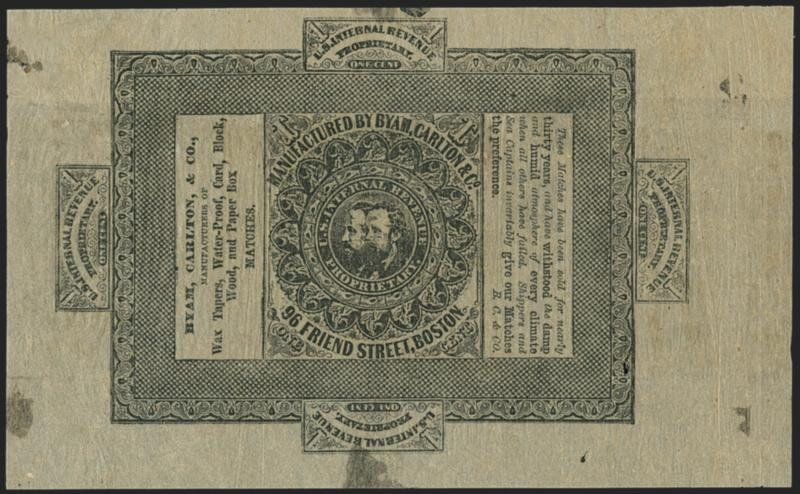 U.S. INTERNAL REVENUE
PROPRIETARY.
ONE CENT
U.S. INTERNAL REVENUE
PROPRIETARY.
ONE CENT
BYAM, CARLTON, & CO.,
MANUFACTURERS OF
Wax Tapers, Water-Proof, Card, Block,
Wood, and Paper Box
MATCHES.
MANUFACTURED BY BYAM, CARLTON & Co.
U.S. INTERNAL REVENUE
PROPRIETARY.
96 FRIEND STREET, BOSTON.
CENT
These Matches have been sold for nearly
thirty years, and have withstood the damp
and humid atmosphere of every climate
when all others have failed. Shippers and
Sea Captains invariably give our Matches
the preference.
B. C. & CO.
U.S. INTERNAL REVENUE
PROPRIETARY.
ONE CENT
U.S. INTERNAL REVENUE
PROPRIETARY.
ONE CENT